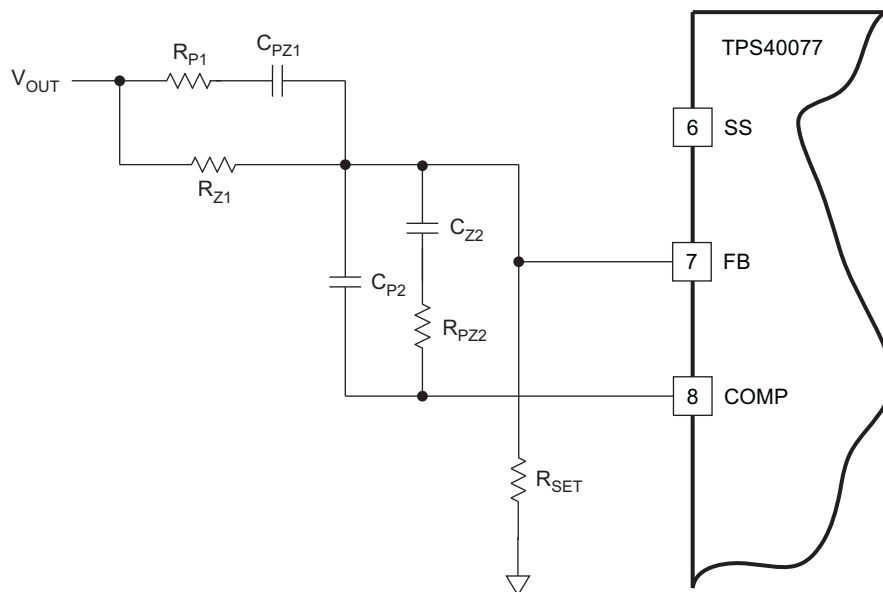 TPS40077
C_PZ1
R_P1
V_OUT
6 SS
R_Z1
C_Z2
7 FB
C_P2
R_PZ2
8 COMP
R_SET